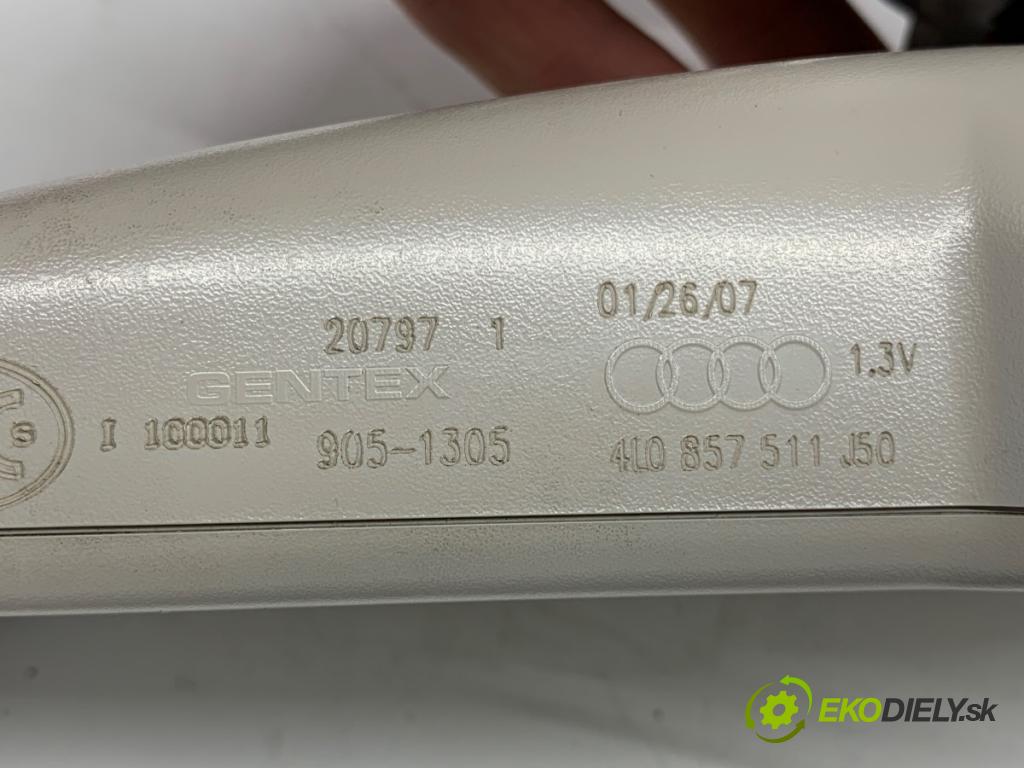 20797 1
01/26/07
GENTEX
1.3V
S
I 100011
905-1305
4L0 857 511 J50
EKODIELY.sk